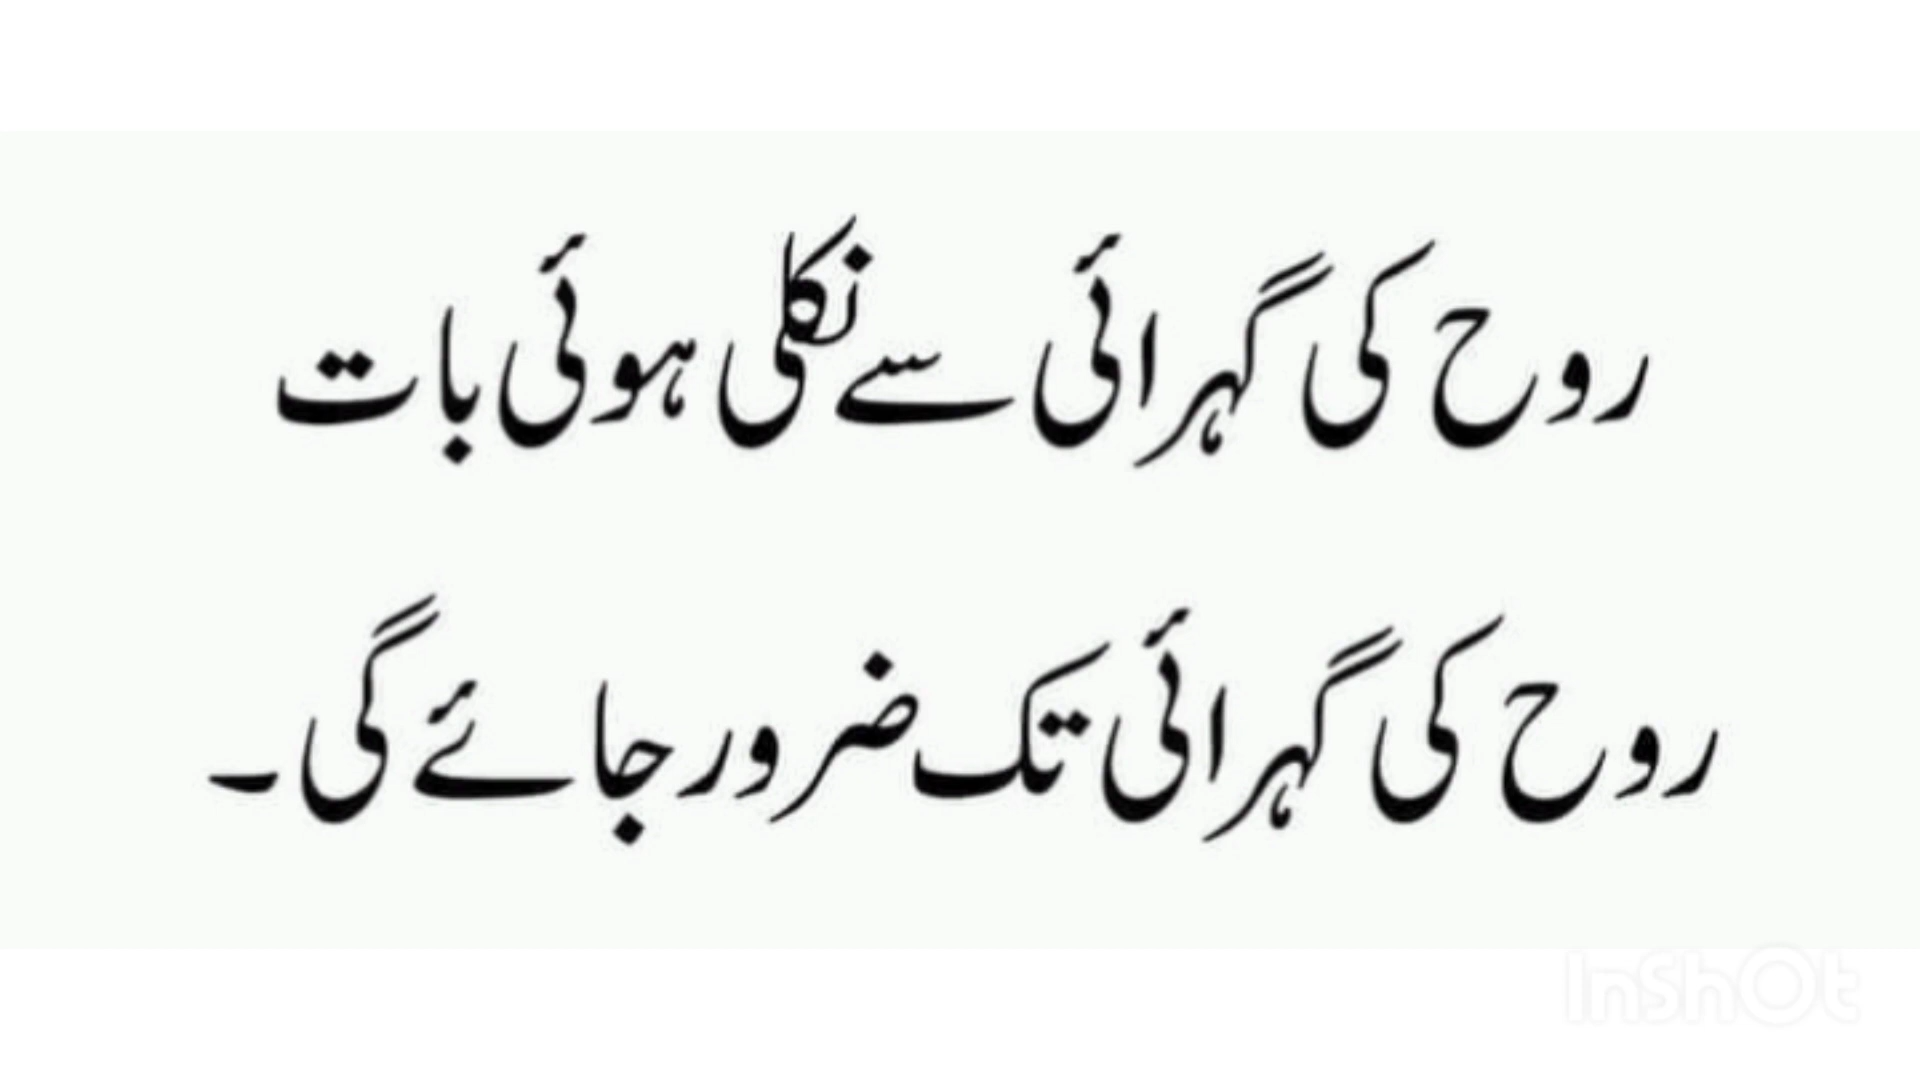 روح کی گہرائی سے نکلی ہوئی بات
روح کی گہرائی تک ضرور جائے گی۔
InShOt